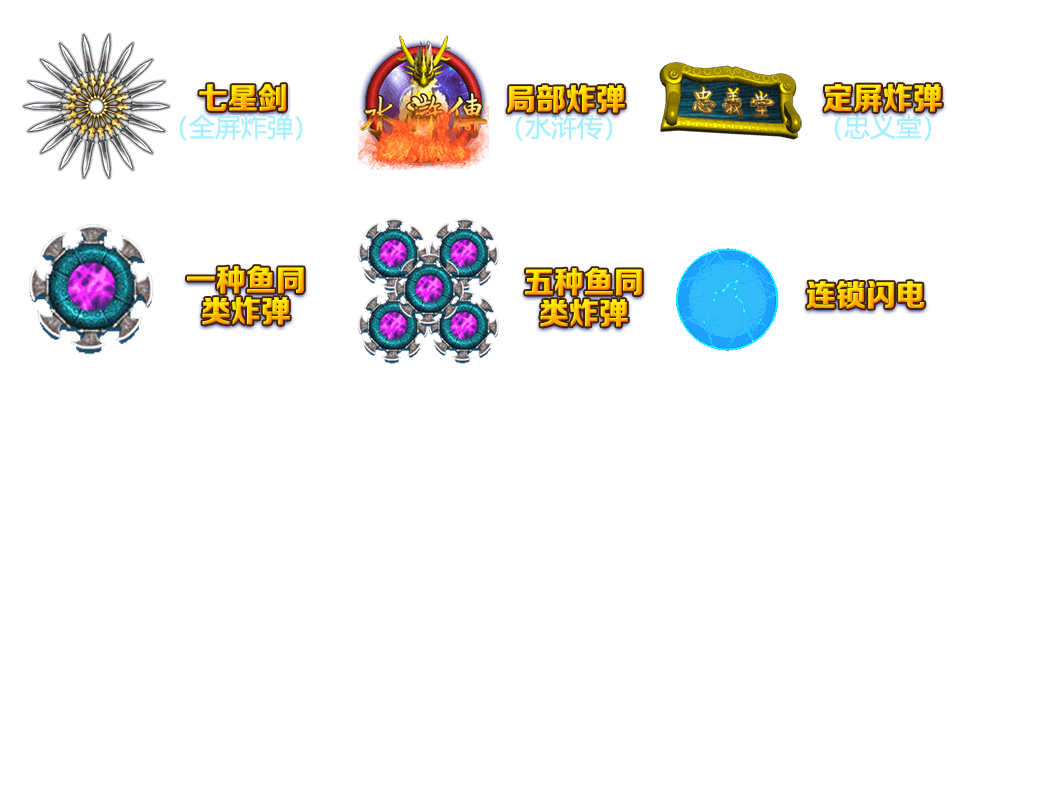 七星剑
（全屏炸弹）
水滸傳
局部炸弹
（水浒传）
忠義堂
定屏炸弹
（忠义堂）
一种鱼同
类炸弹
五种鱼同
类炸弹
连锁闪电